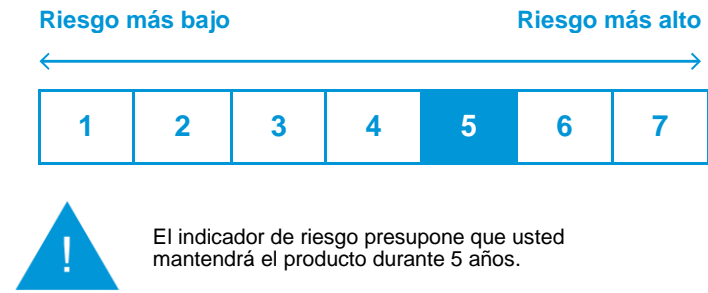 Riesgo más bajo Riesgo más alto
1 2 3 4 5 6 7
!
El indicador de riesgo presupone que usted
mantendrá el producto durante 5 años.